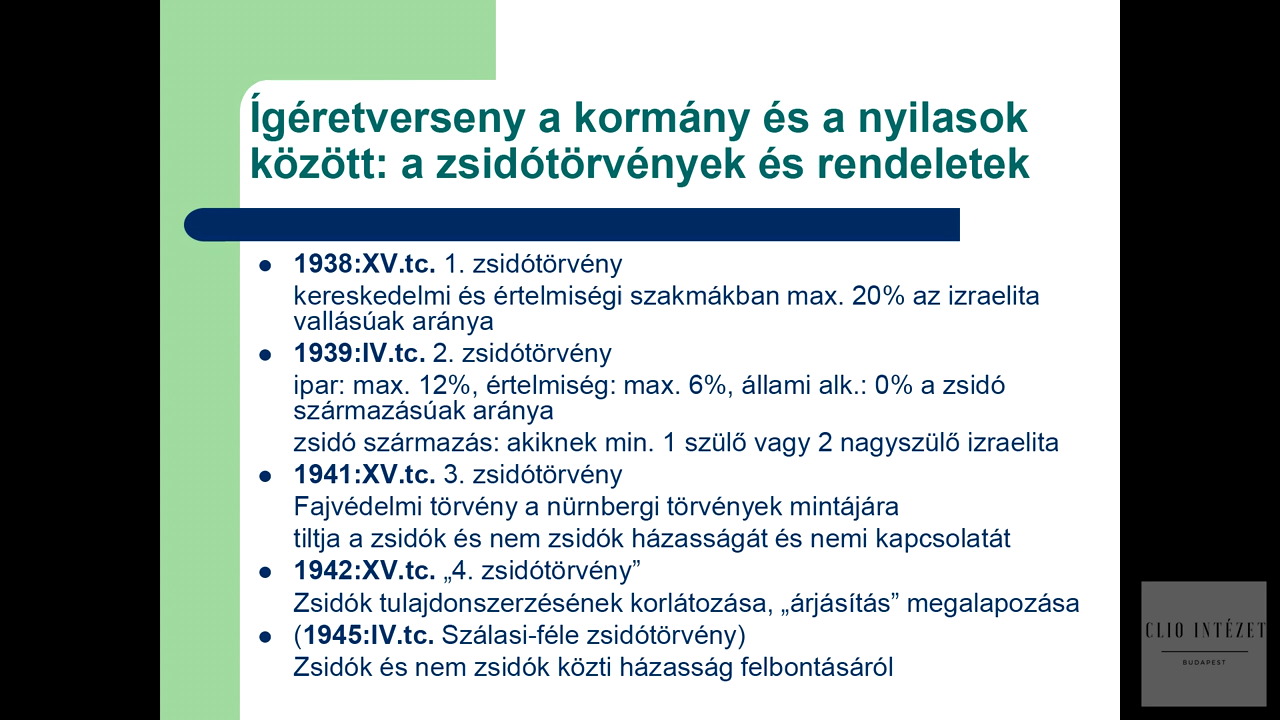 Ígéretverseny a kormány és a nyilasok
között: a zsidótörvények és rendeletek
● 1938:XV.tc. 1. zsidótörvény
kereskedelmi és értelmiségi szakmákban max. 20% az izraelita
vallásúak aránya
● 1939:IV.tc. 2. zsidótörvény
ipar: max. 12%, értelmiség: max. 6%, állami alk.: 0% a zsidó
származásúak aránya
zsidó származás: akiknek min. 1 szülő vagy 2 nagyszülő izraelita
● 1941:XV.tc. 3. zsidótörvény
Fajvédelmi törvény a nürnbergi törvények mintájára
tiltja a zsidók és nem zsidók házasságát és nemi kapcsolatát
● 1942:XV.tc. „4. zsidótörvény”
Zsidók tulajdonszerzésének korlátozása, „árjásítás” megalapozása
● (1945:IV.tc. Szálasi-féle zsidótörvény)
Zsidók és nem zsidók közti házasság felbontásáról
CLIO INTÉZET
BUDAPEST